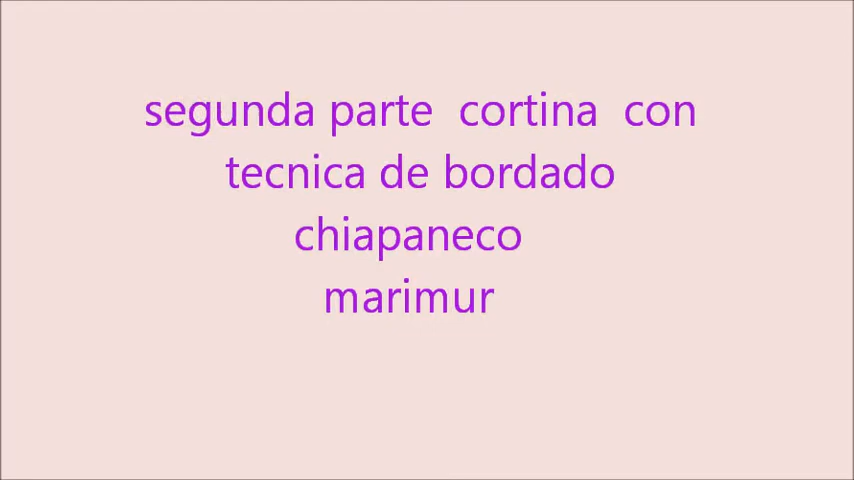 segunda parte cortina con
tecnica de bordado
chiapaneco
marimur